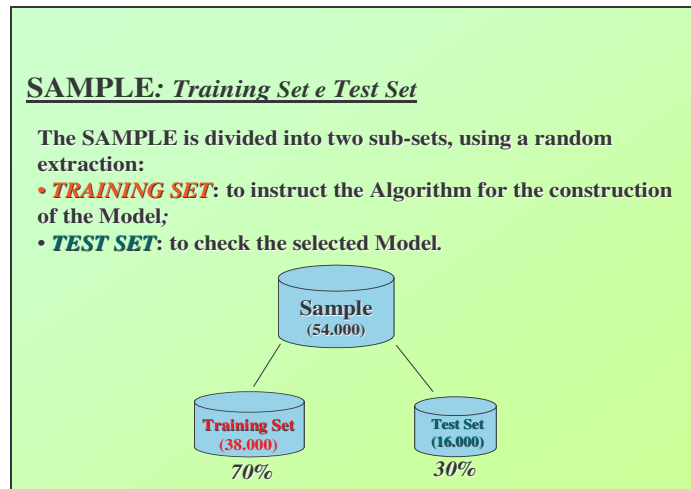 SAMPLE: Training Set e Test Set
The SAMPLE is divided into two sub-sets, using a random
extraction:
• TRAINING SET: to instruct the Algorithm for the construction
of the Model;
• TEST SET: to check the selected Model.
Sample
(54.000)
Training Set
(38.000)
70%
Test Set
(16.000)
30%